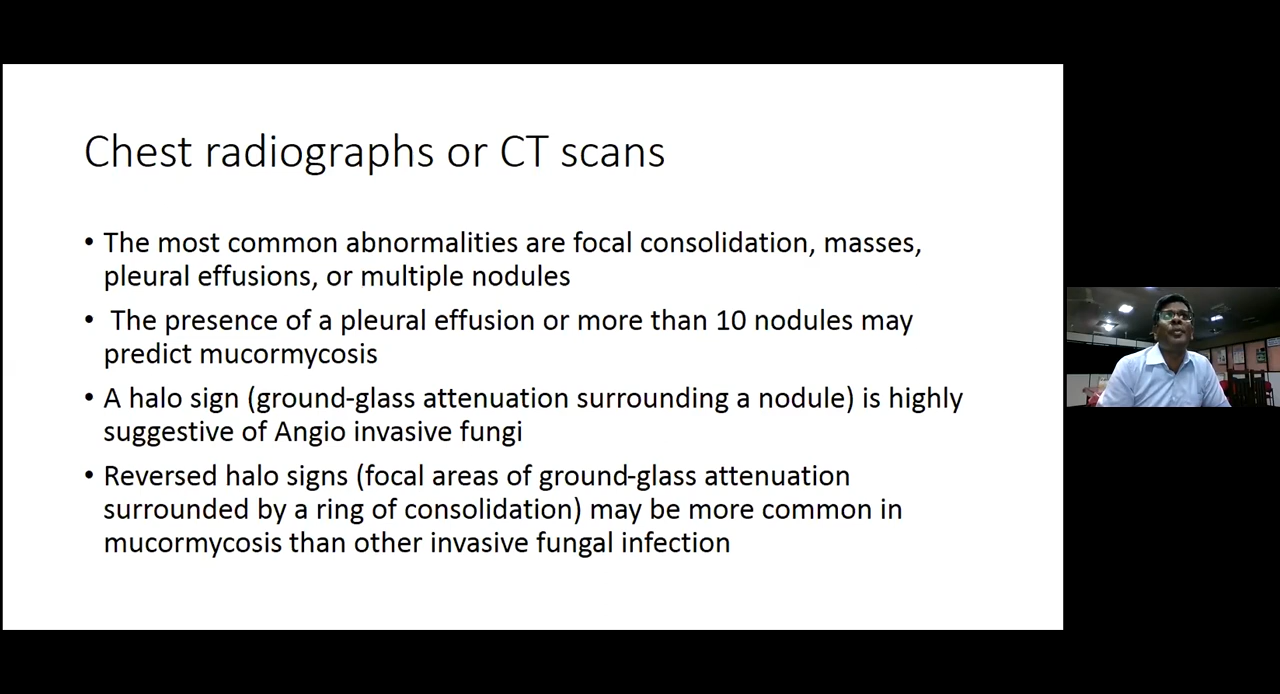 Chest radiographs or CT scans
• The most common abnormalities are focal consolidation, masses,
pleural effusions, or multiple nodules
• The presence of a pleural effusion or more than 10 nodules may
predict mucormycosis
• A halo sign (ground-glass attenuation surrounding a nodule) is highly
suggestive of Angio invasive fungi
• Reversed halo signs (focal areas of ground-glass attenuation
surrounded by a ring of consolidation) may be more common in
mucormycosis than other invasive fungal infection